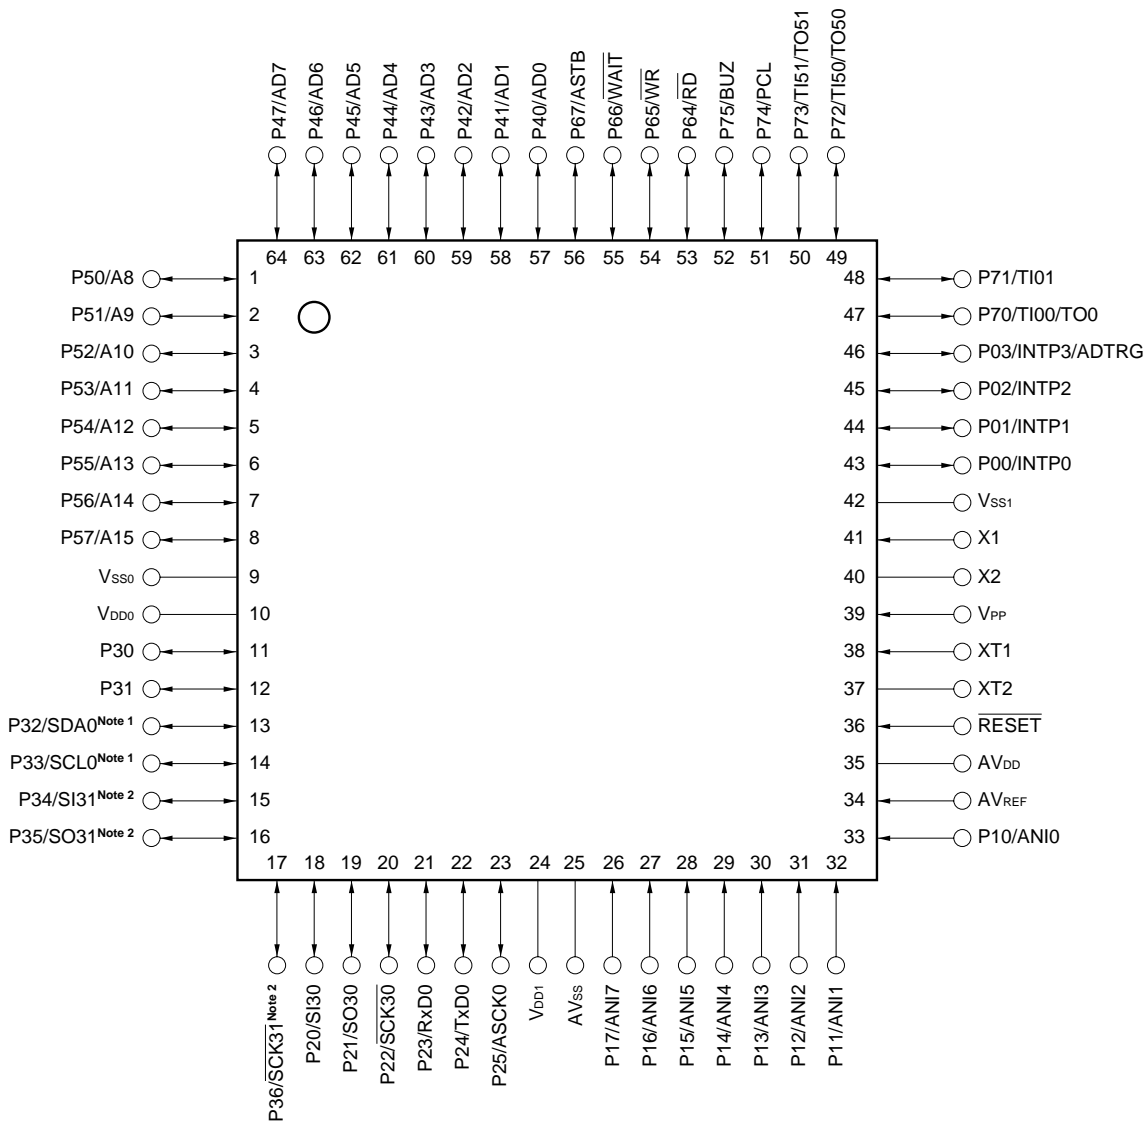 P47/AD7
P46/AD6
P45/AD5
P44/AD4
P43/AD3
P42/AD2
P41/AD1
P40/AD0
P67/ASTB
P66/WAIT
P65/WR
P64/RD
P75/BUZ
P74/PCL
P73/TI51/TO51
P72/TI50/TO50
64 63 62 61 60 59 58 57 56 55 54 53 52 51 50 49
P50/A8 1 48 P71/TI01
P51/A9 2 47 P70/TI00/TO0
P52/A10 3 46 P03/INTP3/ADTRG
P53/A11 4 45 P02/INTP2
P54/A12 5 44 P01/INTP1
P55/A13 6 43 P00/INTP0
P56/A14 7 42 VSS1
P57/A15 8 41 X1
VSS0 9 40 X2
VDD0 10 39 VPP
P30 11 38 XT1
P31 12 37 XT2
P32/SDA0Note 1 13 36 RESET
P33/SCL0Note 1 14 35 AVDD
P34/SI31Note 2 15 34 AVREF
P35/SO31Note 2 16 33 P10/ANI0
17 18 19 20 21 22 23 24 25 26 27 28 29 30 31 32
P36/SCK31Note 2
P20/SI30
P21/SO30
P22/SCK30
P23/RxD0
P24/TxD0
P25/ASCK0
VDD1
AVSS
P17/ANI7
P16/ANI6
P15/ANI5
P14/ANI4
P13/ANI3
P12/ANI2
P11/ANI1